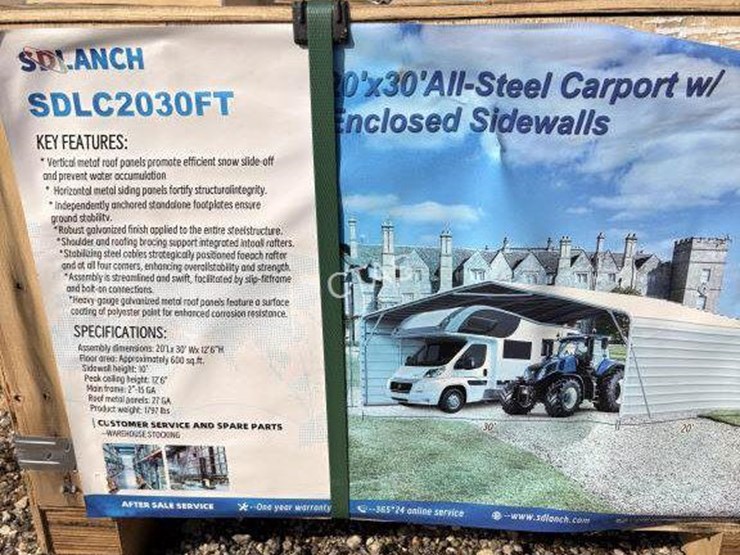 SDLANCH
SDLC2030FT
KEY FEATURES:
* Vertical metal roof panels promote efficient snow slide-off
and prevent water accumulation
* Horizontal metal siding panels fortify structuralintegrity.
* Independently anchored standalone footplates ensure
ground stability.
*Robust galvanized finish applied to the entire steelstructure.
*Shoulder and roofing bracing support integrated intoall rafters.
*Stabilizing steel cables strategically positioned foreach rafter
and at all four corners, enhancing overallstability and strength.
*Assembly is streamlined and swift, facilitated by slip-fitframe
and bolt-on connections.
*Heavy gauge galvanized metal roof panels feature a surface
coating of polyester paint for enhanced corrosion resistance.
SPECIFICATIONS:
Assembly dimensions: 20'Lx 30' Wx 12'6"H
Floor area: Approximately 600 sq.ft.
Sidewall height: 10'
Peak ceiling height: 12'6
Main frame: 2"-15 GA
Roof metal panels: 27 GA
Product weight: 1797 lbs
CUSTOMER SERVICE AND SPARE PARTS
--WAREHOUSE STOCKING
0'x30'All-Steel Carport w/
Enclosed Sidewalls
30'
20'
AFTER SALE SERVICE
--One year warranty
--365*24 online service
--www.sdlanch.com